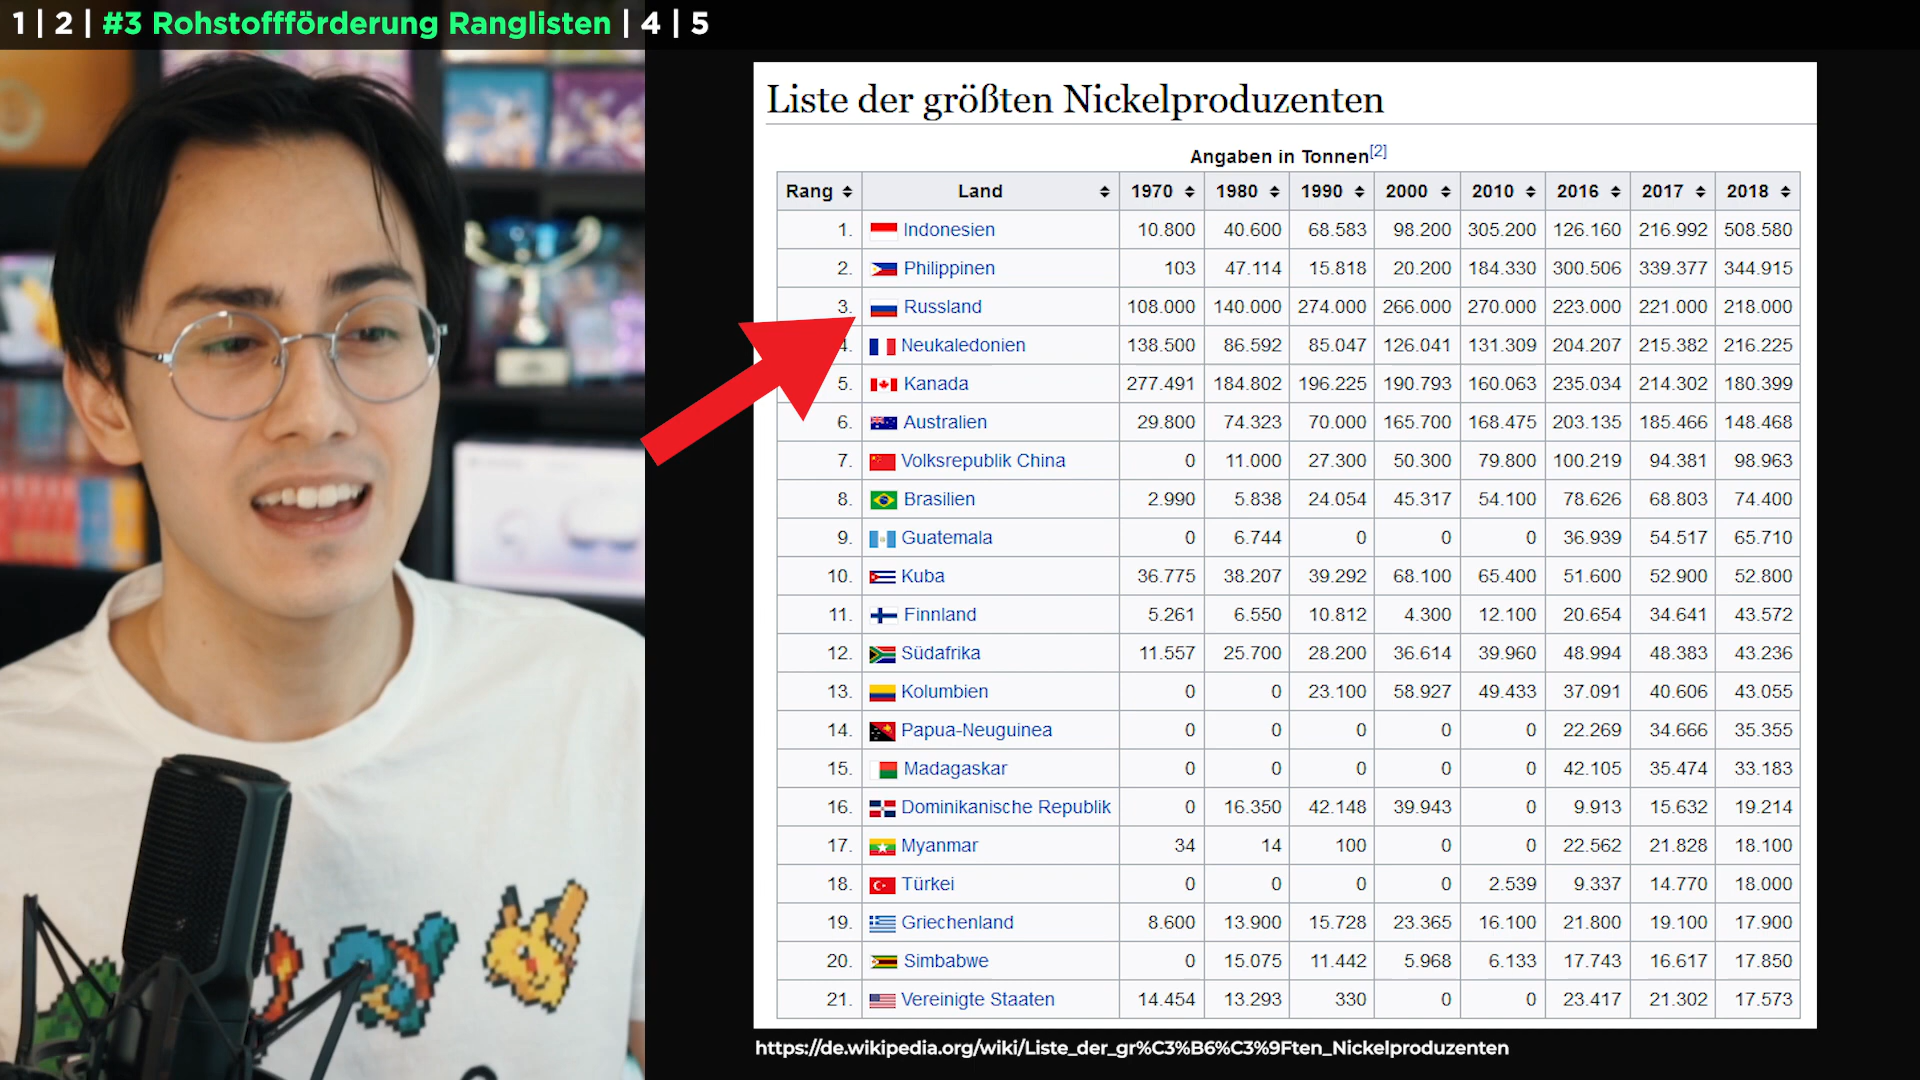 1 | 2 | #3 Rohstoffförderung Ranglisten | 4 | 5
Liste der größten Nickelproduzenten
Angaben in Tonnen[2]
Rang Land 1970 1980 1990 2000 2010 2016 2017 2018
1. Indonesien 10.800 40.600 68.583 98.200 305.200 126.160 216.992 508.580
2. Philippinen 103 47.114 15.818 20.200 184.330 300.506 339.377 344.915
3. Russland 108.000 140.000 274.000 266.000 270.000 223.000 221.000 218.000
4. Neukaledonien 138.500 86.592 85.047 126.041 131.309 204.207 215.382 216.225
5. Kanada 277.491 184.802 196.225 190.793 160.063 235.034 214.302 180.399
6. Australien 29.800 74.323 70.000 165.700 168.475 203.135 185.466 148.468
7. Volksrepublik China 0 11.000 27.300 50.300 79.800 100.219 94.381 98.963
8. Brasilien 2.990 5.838 24.054 45.317 54.100 78.626 68.803 74.400
9. Guatemala 0 6.744 0 0 0 36.939 54.517 65.710
10. Kuba 36.775 38.207 39.292 68.100 65.400 51.600 52.900 52.800
11. Finnland 5.261 6.550 10.812 4.300 12.100 20.654 34.641 43.572
12. Südafrika 11.557 25.700 28.200 36.614 39.960 48.994 48.383 43.236
13. Kolumbien 0 0 23.100 58.927 49.433 37.091 40.606 43.055
14. Papua-Neuguinea 0 0 0 0 0 22.269 34.666 35.355
15. Madagaskar 0 0 0 0 0 42.105 35.474 33.183
16. Dominikanische Republik 0 16.350 42.148 39.943 0 9.913 15.632 19.214
17. Myanmar 34 14 100 0 0 22.562 21.828 18.100
18. Türkei 0 0 0 0 2.539 9.337 14.770 18.000
19. Griechenland 8.600 13.900 15.728 23.365 16.100 21.800 19.100 17.900
20. Simbabwe 0 15.075 11.442 5.968 6.133 17.743 16.617 17.850
21. Vereinigte Staaten 14.454 13.293 330 0 0 23.417 21.302 17.573
https://de.wikipedia.org/wiki/Liste_der_gr%C3%B6%C3%9Ften_Nickelproduzenten